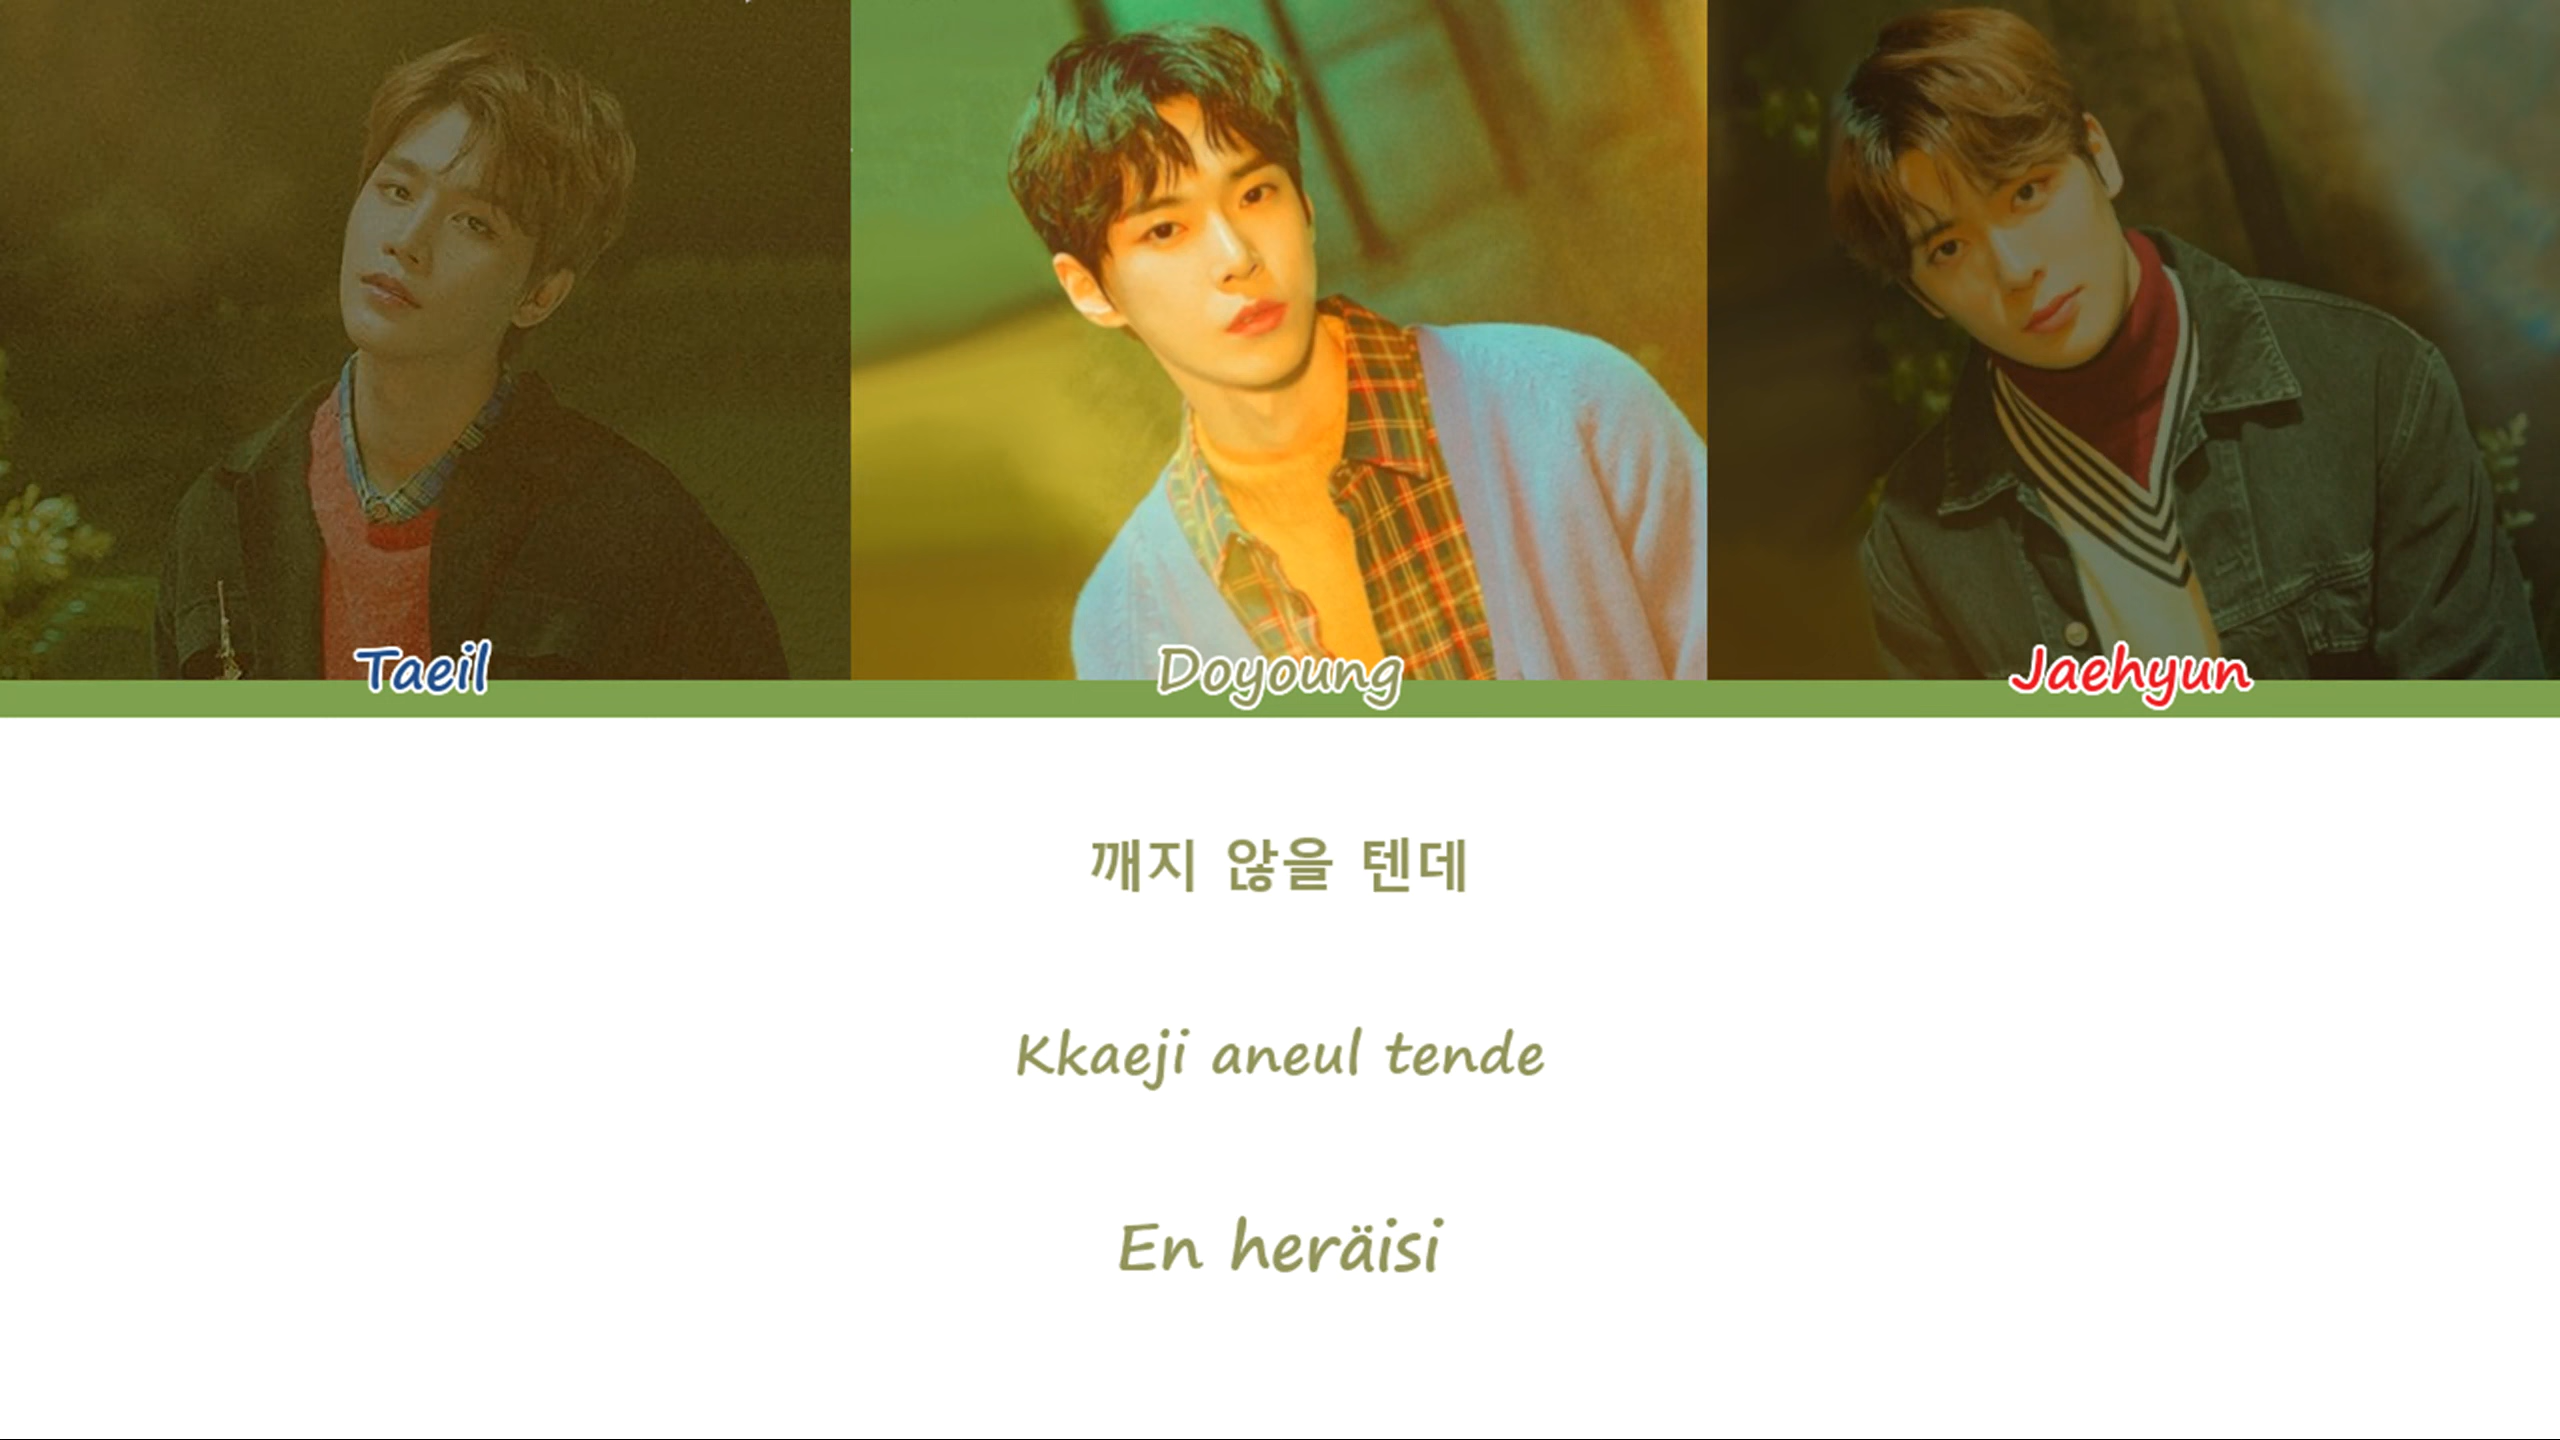 Taeil Doyoung Jaehyun
깨지 않을 텐데
Kkaeji aneul tende
En heräisi